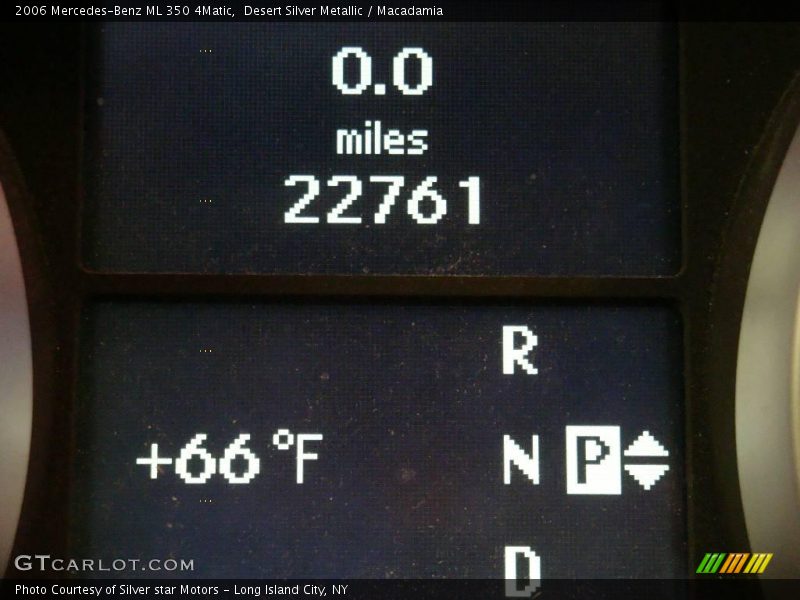 2006 Mercedes-Benz ML 350 4Matic,  Desert Silver Metallic / Macadamia
0.0
miles
22761
R
+66 °F N P
D
GTCARLOT.COM
Photo Courtesy of Silver star Motors - Long Island City, NY